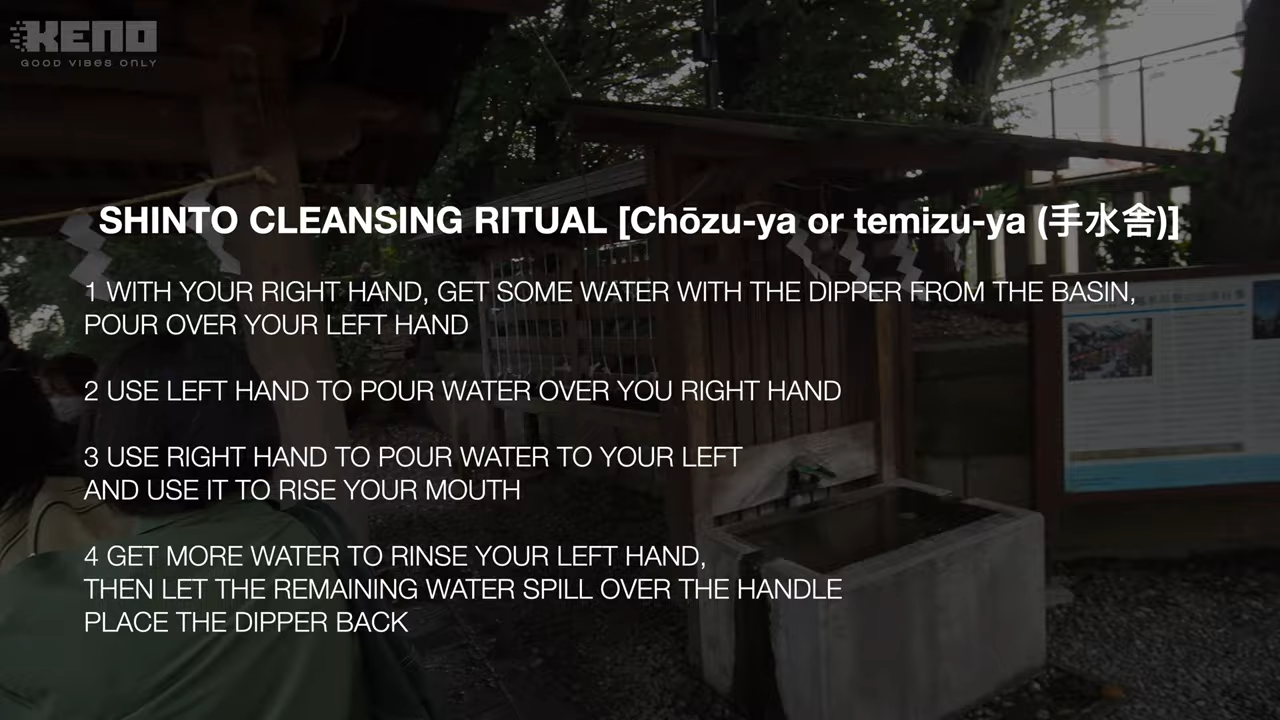 KENO
GOOD VIBES ONLY
SHINTO CLEANSING RITUAL [Chōzu-ya or temizu-ya (手水舎)]
1 WITH YOUR RIGHT HAND, GET SOME WATER WITH THE DIPPER FROM THE BASIN,
POUR OVER YOUR LEFT HAND
2 USE LEFT HAND TO POUR WATER OVER YOU RIGHT HAND
3 USE RIGHT HAND TO POUR WATER TO YOUR LEFT
AND USE IT TO RISE YOUR MOUTH
4 GET MORE WATER TO RINSE YOUR LEFT HAND,
THEN LET THE REMAINING WATER SPILL OVER THE HANDLE
PLACE THE DIPPER BACK